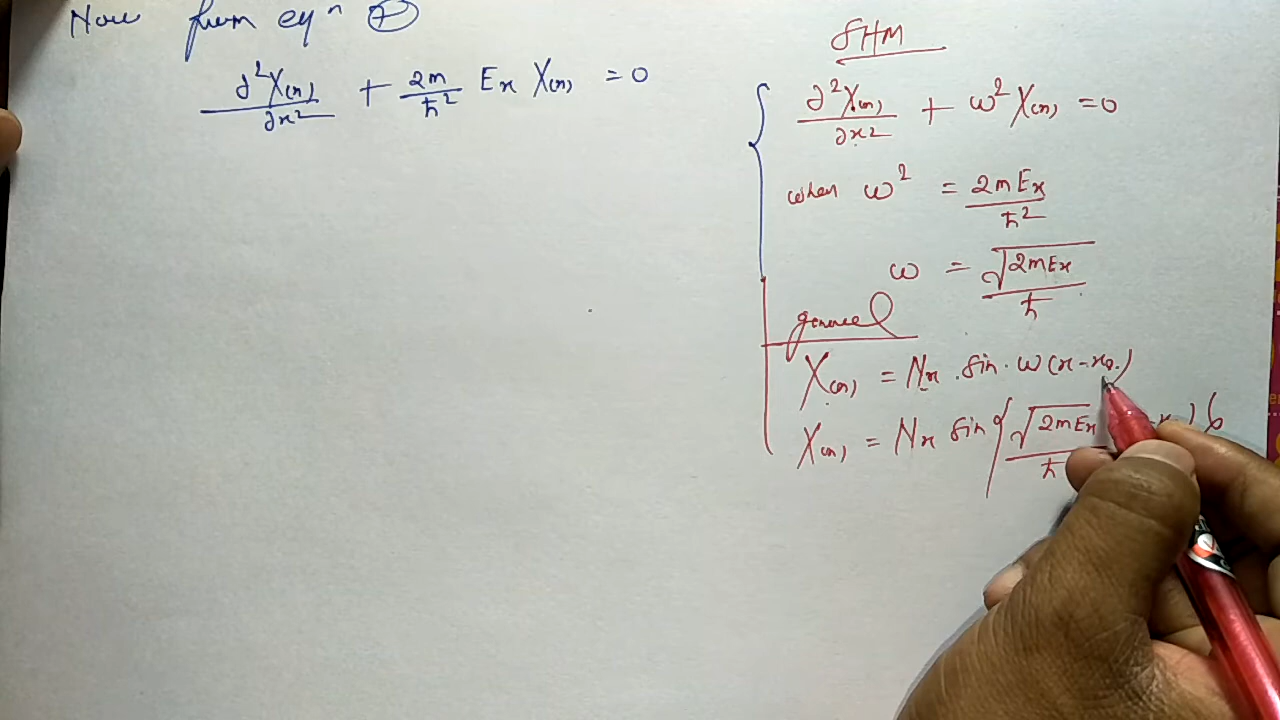 Now from eqⁿ ⑦
∂²X(x)/∂x² + 2m/ħ² Ex X(x) = 0
SHM
∂²X(x)/∂x² + ω² X(x) = 0
when ω² = 2mEx/ħ²
ω = √2mEx/ħ
general
X(x) = Nx . sin . ω(x-x₀.)
X(x) = Nx sin { √2mEx/ħ